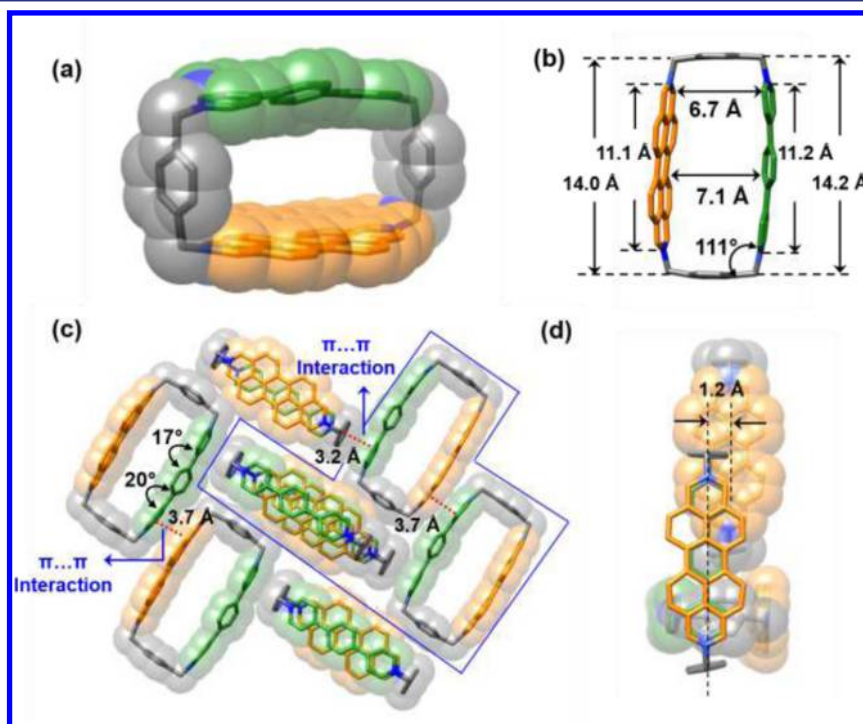 (a)
(b)
6.7 Å
11.1 Å
11.2 Å
14.0 Å
14.2 Å
7.1 Å
111°
(c)
π...π
Interaction
17°
20°
3.7 Å
3.2 Å
3.7 Å
π...π
Interaction
(d)
1.2 Å